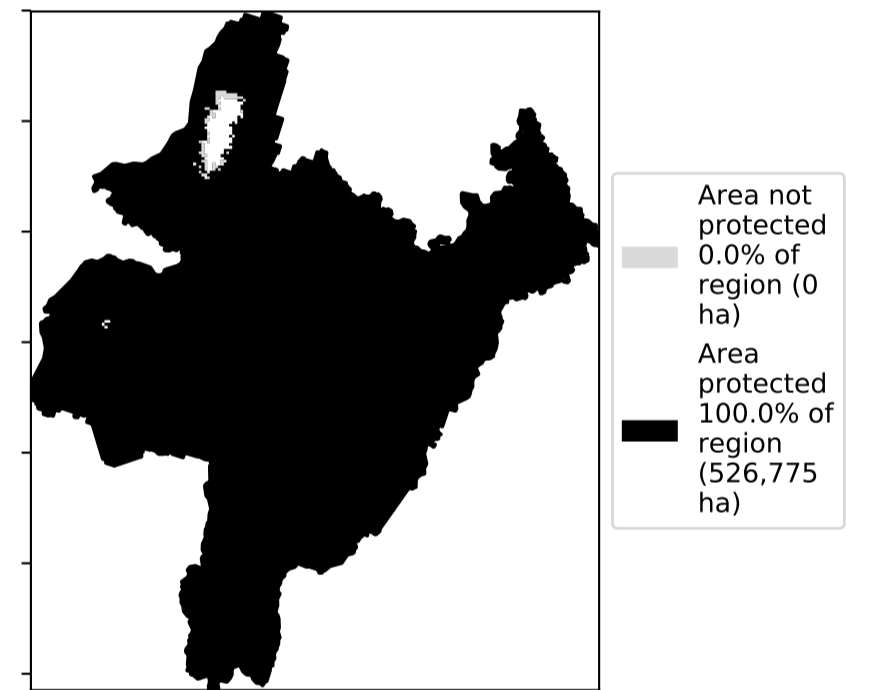 Area not
protected
0.0% of
region (0
ha)
Area
protected
100.0% of
region
(526,775
ha)